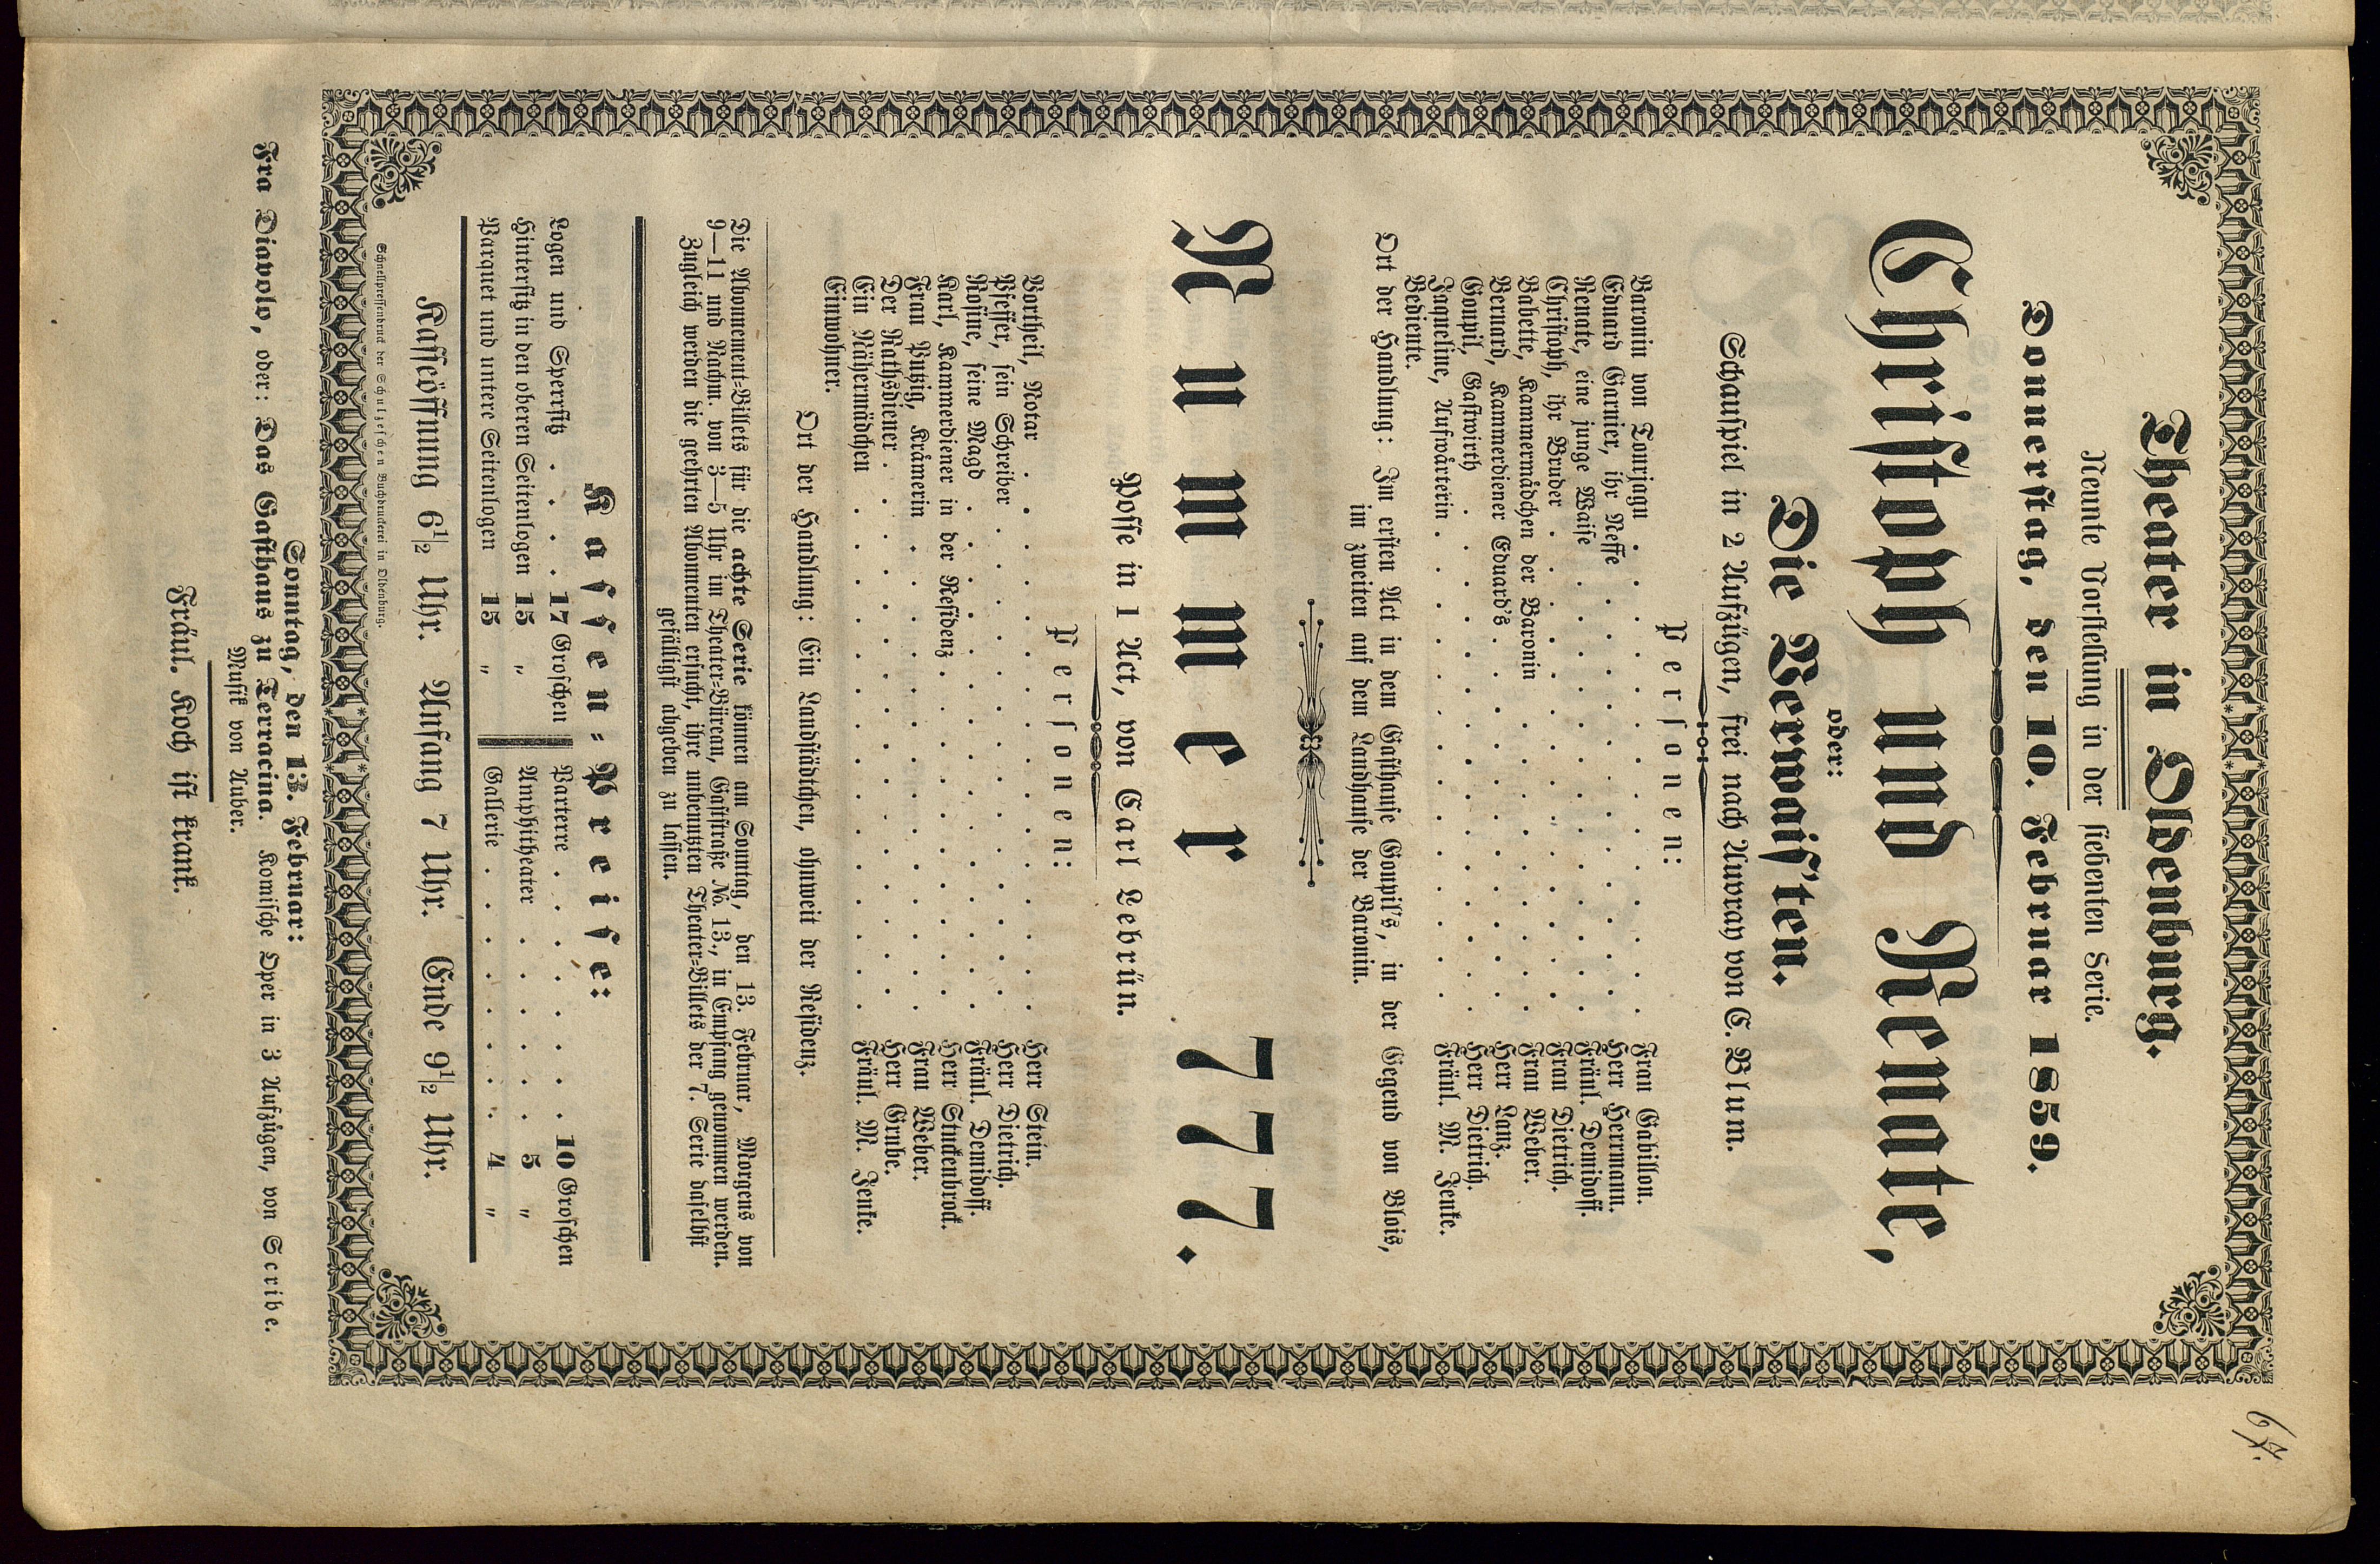 64.
Theater in Oldenburg.
Neunte Vorstellung in der siebenten Serie.
Donnerstag, den 10. Februar 1859.
Christoph und Renate,
oder:
Die Verwais'ten.
Schauspiel in 2 Aufzügen, frei nach Auvray von C. Blum.
Personen:
Baronin von Tourjagu . . . . . . . . . . . . Frau Gabillon.
Eduard Garnier, ihr Neffe . . . . . . . . . . . Herr Hermann.
Renate, eine junge Waise . . . . . . . . . . . Fräul. Demidoff.
Christoph, ihr Bruder . . . . . . . . . . . . Frau Dietrich.
Babette, Kammermädchen der Baronin . . . . . . . . Frau Weber.
Bernard, Kammerdiener Eduard's . . . . . . . . . Herr Lanz.
Goupil, Gastwirth . . . . . . . . . . . . . Herr Dietrich.
Jaqueline, Aufwärterin . . . . . . . . . . . . Fräul. M. Jenke.
Bediente.
Ort der Handlung: Im ersten Act in dem Gasthause Goupil's, in der Gegend von Blois,
im zweiten auf dem Landhause der Baronin.
Nummer 777.
Posse in 1 Act, von Carl Lebrün.
Personen:
Vortheil, Notar . . . . . . . . . . . . . . Herr Stein.
Pfeffer, sein Schreiber . . . . . . . . . . . . Herr Dietrich.
Rosine, seine Magd . . . . . . . . . . . . . Fräul. Demidoff.
Karl, Kammerdiener in der Residenz . . . . . . . . Herr Stuckenbrock.
Frau Putzig, Krämerin . . . . . . . . . . . . Frau Weber.
Der Rathsdiener . . . . . . . . . . . . . . Herr Grube.
Ein Nähermädchen . . . . . . . . . . . . . Fräul. M. Jenke.
Einwohner.
Ort der Handlung: Ein Landstädtchen, ohnweit der Residenz.
Die Abonnement-Billets für die achte Serie können am Sonntag, den 13. Februar, Morgens von
9—11 und Nachm. von 3—5 Uhr im Theater-Büreau, Gaststraße No. 13., in Empfang genommen werden.
Zugleich werden die geehrten Abonnenten ersucht, ihre unbenutzten Theater-Billets der 7. Serie daselbst
gefälligst abgeben zu lassen.
Kassen-Preise:
Logen und Sperrsitz . . . . 17 Groschen
Hintersitz in den oberen Seitenlogen 15 "
Parquet und untere Seitenlogen 15 "
Parterre . . . . . . . . 10 Groschen
Amphitheater . . . . . . . 5 "
Gallerie . . . . . . . . 4 "
Kasseöffnung 6½ Uhr. Anfang 7 Uhr. Ende 9½ Uhr.
Schnellpressendruck der Schulzeschen Buchdruckerei in Oldenburg.
Sonntag, den 13. Februar:
Fra Diavolo, oder: Das Gasthaus zu Terracina. Komische Oper in 3 Aufzügen, von Scribe.
Musik von Auber.
Fräul. Koch ist krank.